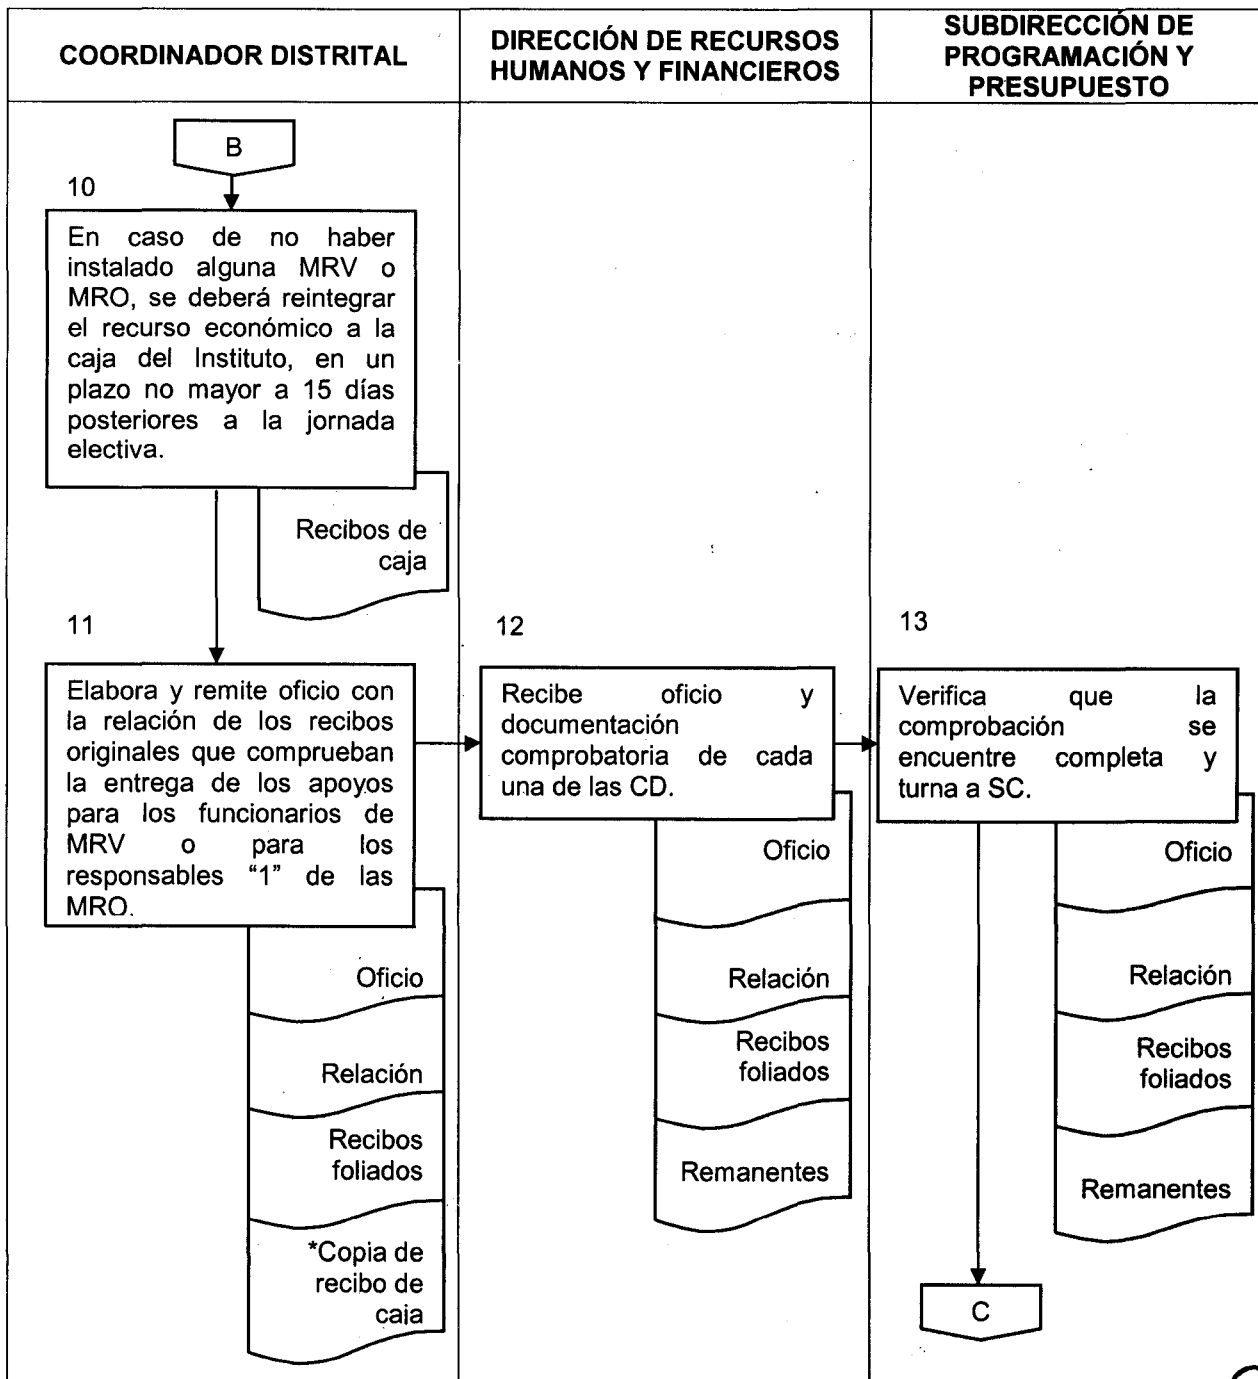 COORDINADOR DISTRITAL
DIRECCIÓN DE RECURSOS
HUMANOS Y FINANCIEROS
SUBDIRECCIÓN DE
PROGRAMACIÓN Y
PRESUPUESTO
B
10
En caso de no haber
instalado alguna MRV o
MRO, se deberá reintegrar
el recurso económico a la
caja del Instituto, en un
plazo no mayor a 15 días
posteriores a la jornada
electiva.
Recibos de
caja
11
Elabora y remite oficio con
la relación de los recibos
originales que comprueban
la entrega de los apoyos
para los funcionarios de
MRV o para los
responsables “1” de las
MRO.
Oficio
Relación
Recibos
foliados
*Copia de
recibo de
caja
12
Recibe oficio y
documentación
comprobatoria de cada
una de las CD.
Oficio
Relación
Recibos
foliados
Remanentes
13
Verifica que la
comprobación se
encuentre completa y
turna a SC.
Oficio
Relación
Recibos
foliados
Remanentes
C